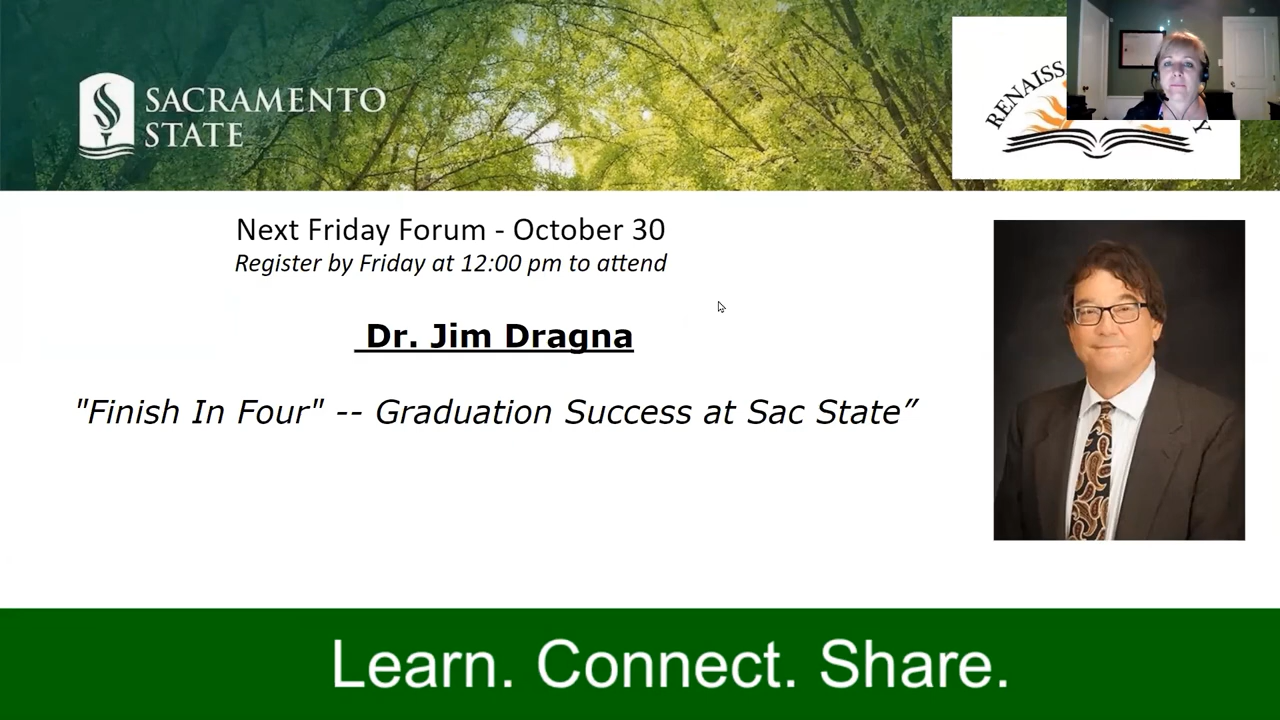 SACRAMENTO
STATE
Next Friday Forum - October 30
Register by Friday at 12:00 pm to attend
Dr. Jim Dragna
"Finish In Four" -- Graduation Success at Sac State”
Learn. Connect. Share.